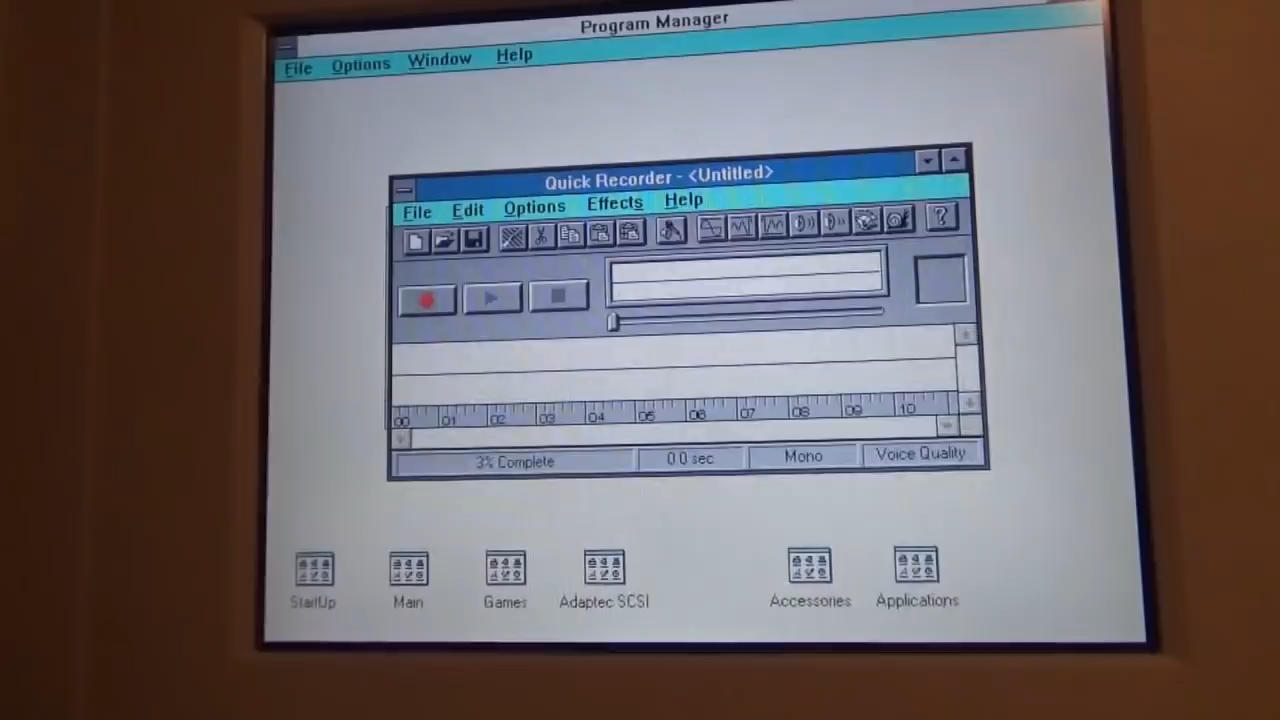 Program Manager
File Options Window Help
Quick Recorder - <Untitled>
File Edit Options Effects Help
?
00 01 02 03 04 05 06 07 08 09 10
3% Complete 0.0 sec Mono Voice Quality
StartUp Main Games Adaptec SCSI Accessories Applications